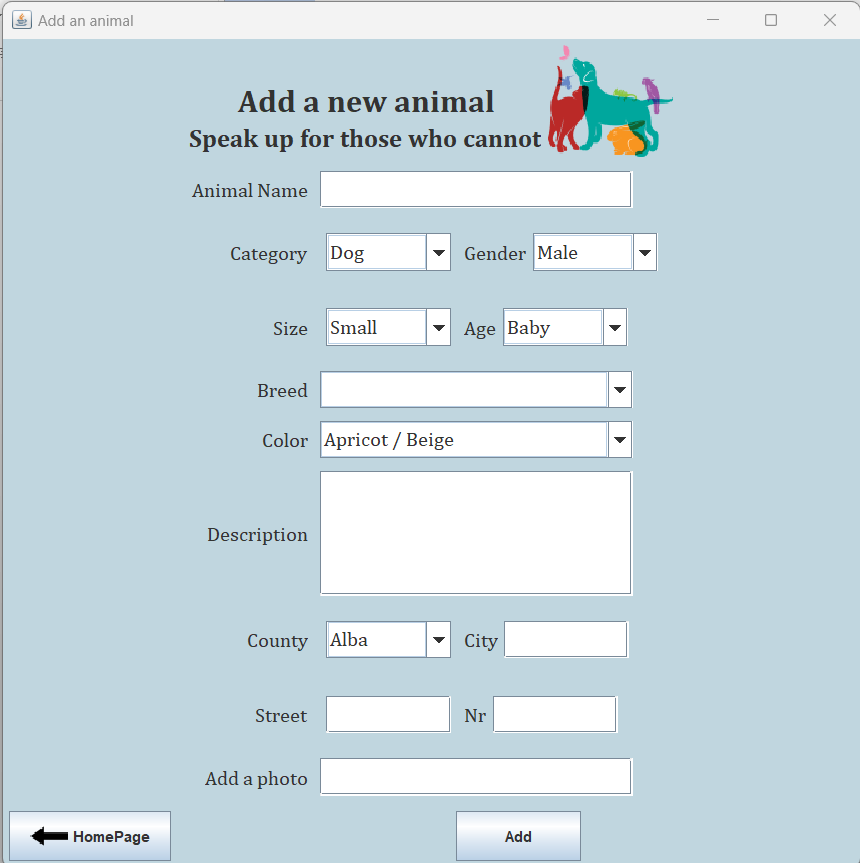 Add an animal
Add a new animal
Speak up for those who cannot
Animal Name
Category Dog Gender Male
Size Small Age Baby
Breed
Color Apricot / Beige
Description
County Alba City
Street Nr
Add a photo
HomePage Add